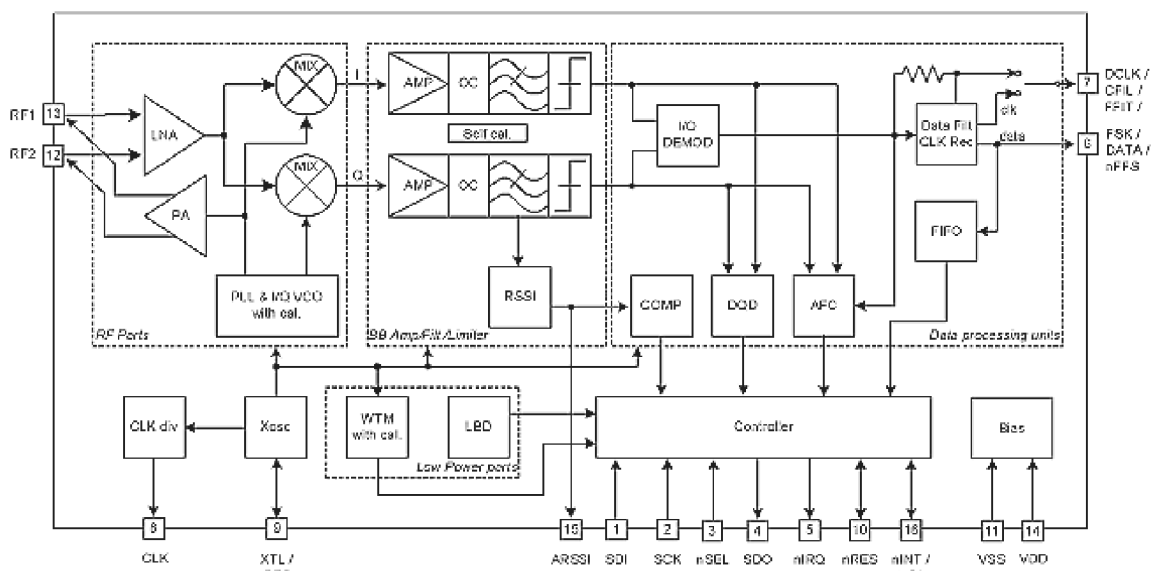 MIX
I
AMP
OC
Self cal.
I/Q
DEMOD
clk
Data Filt
CLK Rec
data
7
DCLK /
CFIL /
FFIT /
6
FSK /
DATA /
nFFS
RF1
13
RF2
12
LNA
MIX
Q
AMP
OC
PA
FIFO
PLL & I/Q VCO
with cal.
RSSI
COMP
DQD
AFC
RF Parts
BB Amp/Filt /Limiter
Data processing units
CLK div
Xosc
WTM
with cal.
LBD
Low Power parts
Controller
Bias
8
9
15
1
2
3
4
5
10
16
11
14
CLK
XTL /
ARSSI
SDI
SCK
nSEL
SDO
nIRQ
nRES
nINT /
VSS
VDD